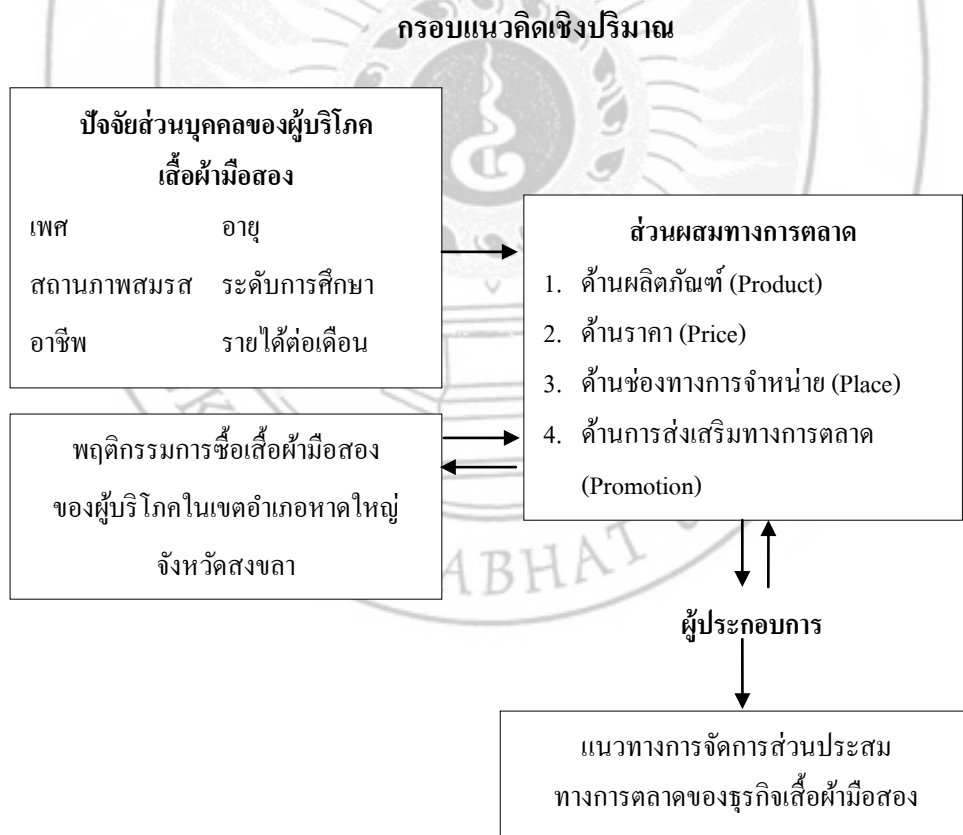 กรอบแนวคิดเชิงปริมาณ
ปัจจัยส่วนบุคคลของผู้บริโภค
เสื้อผ้ามือสอง
เพศ อายุ
สถานภาพสมรส ระดับการศึกษา
อาชีพ รายได้ต่อเดือน
ส่วนผสมทางการตลาด
1. ด้านผลิตภัณฑ์ (Product)
2. ด้านราคา (Price)
3. ด้านช่องทางการจำหน่าย (Place)
4. ด้านการส่งเสริมทางการตลาด
(Promotion)
พฤติกรรมการซื้อเสื้อผ้ามือสอง
ของผู้บริโภคในเขตอำเภอหาดใหญ่
จังหวัดสงขลา
ABHAT
ผู้ประกอบการ
แนวทางการจัดการส่วนประสม
ทางการตลาดของธุรกิจเสื้อผ้ามือสอง